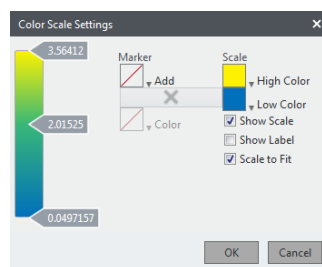 Color Scale Settings
3.56412
2.01525
0.0497157
Marker
Add
Color
Scale
High Color
Low Color
Show Scale
Show Label
Scale to Fit
OK
Cancel